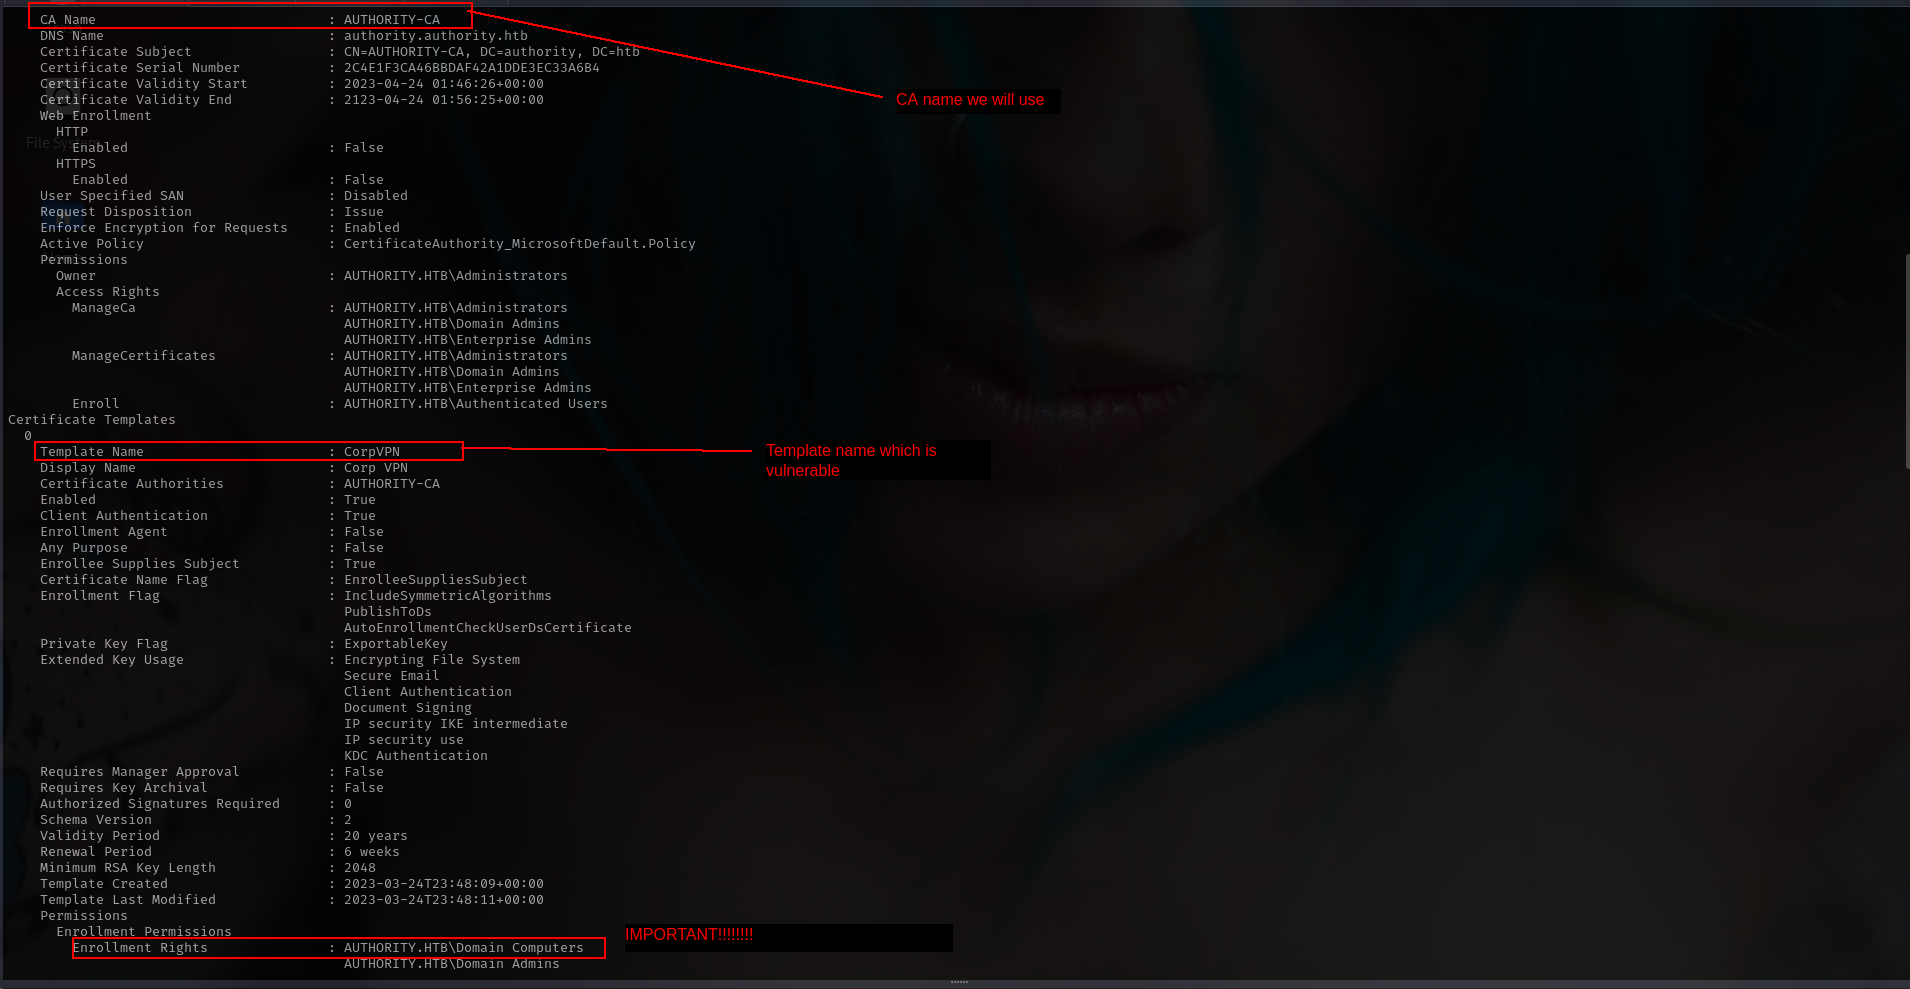 CA Name : AUTHORITY-CA
DNS Name : authority.authority.htb
Certificate Subject : CN=AUTHORITY-CA, DC=authority, DC=htb
Certificate Serial Number : 2C4E1F3CA46BBDAF42A1DDE3EC33A6B4
Certificate Validity Start : 2023-04-24 01:46:26+00:00
Certificate Validity End : 2123-04-24 01:56:25+00:00
CA name we will use
Web Enrollment
HTTP
File System
Enabled : False
HTTPS
Enabled : False
User Specified SAN : Disabled
Request Disposition : Issue
Enforce Encryption for Requests : Enabled
Active Policy : CertificateAuthority_MicrosoftDefault.Policy
Permissions
Owner : AUTHORITY.HTB\Administrators
Access Rights
ManageCa : AUTHORITY.HTB\Administrators
AUTHORITY.HTB\Domain Admins
AUTHORITY.HTB\Enterprise Admins
ManageCertificates : AUTHORITY.HTB\Administrators
AUTHORITY.HTB\Domain Admins
AUTHORITY.HTB\Enterprise Admins
Enroll : AUTHORITY.HTB\Authenticated Users
Certificate Templates
0
Template Name : CorpVPN
Template name which is
vulnerable
Display Name : Corp VPN
Certificate Authorities : AUTHORITY-CA
Enabled : True
Client Authentication : True
Enrollment Agent : False
Any Purpose : False
Enrollee Supplies Subject : True
Certificate Name Flag : EnrolleeSuppliesSubject
Enrollment Flag : IncludeSymmetricAlgorithms
PublishToDs
AutoEnrollmentCheckUserDsCertificate
Private Key Flag : ExportableKey
Extended Key Usage : Encrypting File System
Secure Email
Client Authentication
Document Signing
IP security IKE intermediate
IP security use
KDC Authentication
Requires Manager Approval : False
Requires Key Archival : False
Authorized Signatures Required : 0
Schema Version : 2
Validity Period : 20 years
Renewal Period : 6 weeks
Minimum RSA Key Length : 2048
Template Created : 2023-03-24T23:48:09+00:00
Template Last Modified : 2023-03-24T23:48:11+00:00
Permissions
Enrollment Permissions
Enrollment Rights : AUTHORITY.HTB\Domain Computers
IMPORTANT!!!!!!!!
AUTHORITY.HTB\Domain Admins